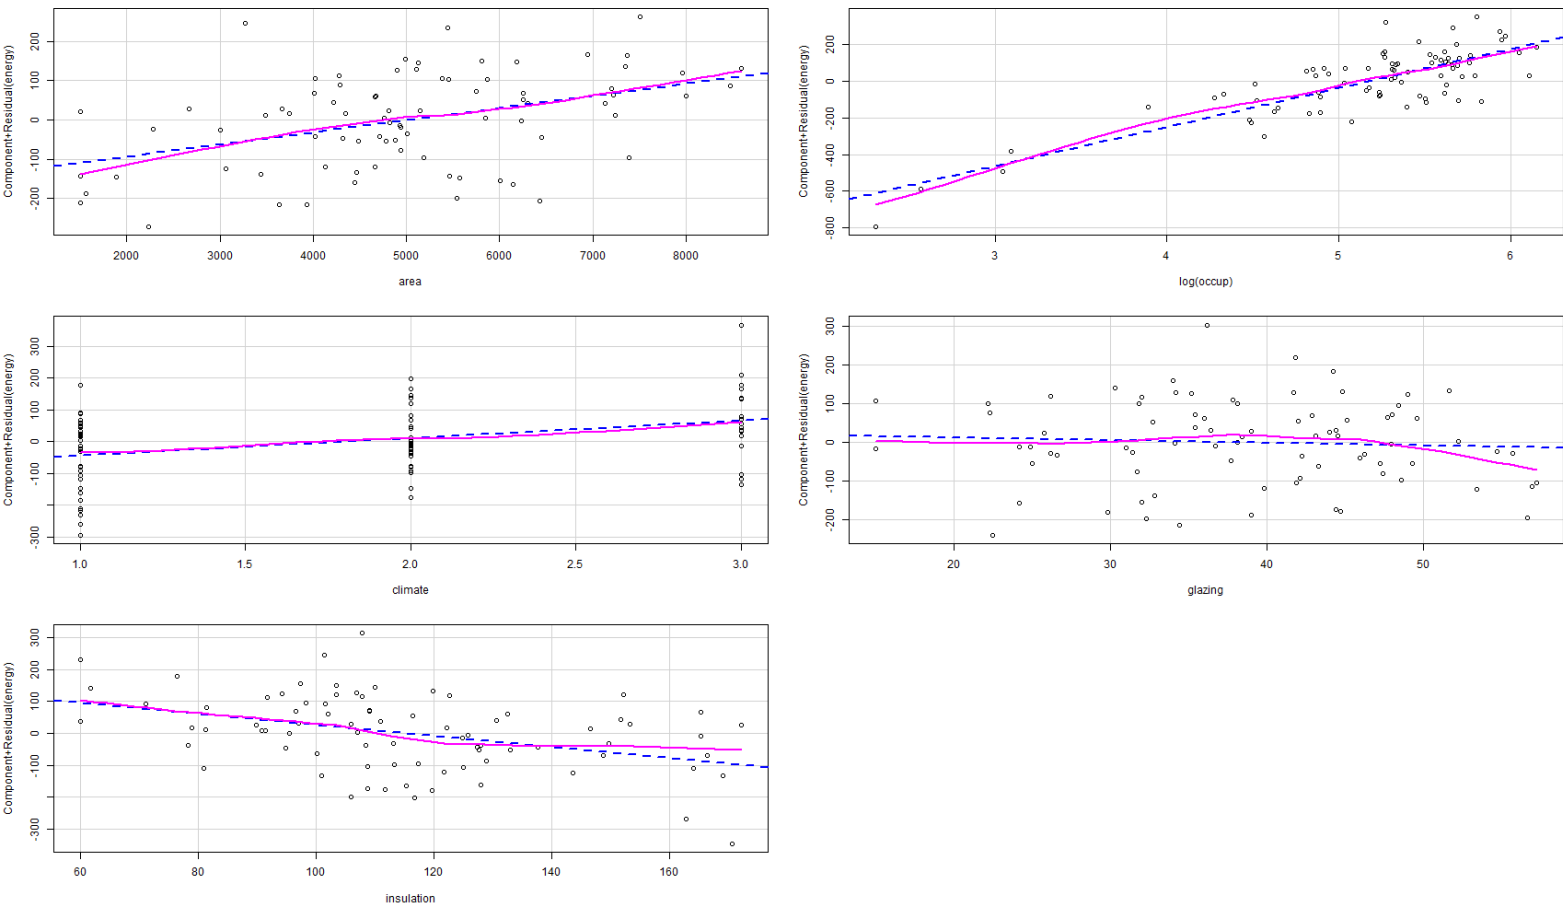 Component+Residual(energy)
-200 -100 0 100 200
2000 3000 4000 5000 6000 7000 8000
area
Component+Residual(energy)
-800 -600 -400 -200 0 200
3 4 5 6
log(occup)
Component+Residual(energy)
-300 -100 0 100 200 300
1.0 1.5 2.0 2.5 3.0
climate
Component+Residual(energy)
-200 -100 0 100 200 300
20 30 40 50
glazing
Component+Residual(energy)
-300 -100 0 100 200 300
60 80 100 120 140 160
insulation